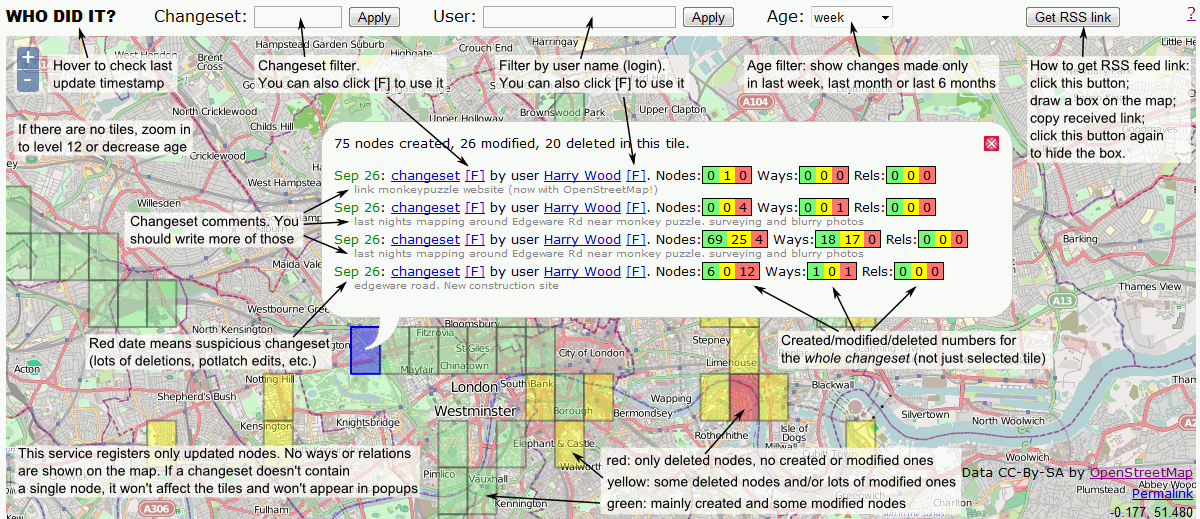 WHO DID IT? Changeset: Apply User: Apply Age: week Get RSS link ?
Hampstead Garden Suburb
Highgate
Crouch End
Harringay
+
-
Hover to check last
update timestamp
Changeset filter.
You can also click [F] to use it
Filter by user name (login).
You can also click [F] to use it
Age filter: show changes made only
in last week, last month or last 6 months
How to get RSS feed link:
click this button;
draw a box on the map;
copy received link;
click this button again
to hide the box.
A104
North Cricklewood
Childs Hill
Upper Holloway
Brownswood Park
Upper Clapton
If there are no tiles, zoom in
to level 12 or decrease age
Cricklewood
West Hampstead
Willesden
75 nodes created, 26 modified, 20 deleted in this tile.
Sep 26: changeset [F] by user Harry Wood [F]. Nodes: 0 1 0 Ways: 0 0 0 Rels: 0 0 0
link monkeypuzzle website (now with OpenStreetMap!)
Sep 26: changeset [F] by user Harry Wood [F]. Nodes: 0 0 4 Ways: 0 0 1 Rels: 0 0 0
last nights mapping around Edgeware Rd near monkey puzzle. surveying and blurry photos
Sep 26: changeset [F] by user Harry Wood [F]. Nodes: 69 25 4 Ways: 18 17 0 Rels: 0 0 0
last nights mapping around Edgeware Rd near monkey puzzle. surveying and blurry photos
Sep 26: changeset [F] by user Harry Wood [F]. Nodes: 6 0 12 Ways: 1 0 1 Rels: 0 0 0
edgeware road. New construction site
Changeset comments. You
should write more of those
Maida Vale
Barking
Thames View
A13
Westbourne Green
North Kensington
Bloomsbury
Fitzrovia
St Giles
Mayfair
Chinatown
City of London
Stepney
Limehouse
Red date means suspicious changeset
(lots of deletions, potlatch edits, etc.)
Created/modified/deleted numbers for
the whole changeset (not just selected tile)
Acton
Notting Hill
Shepherd's Bush
London
South Bank
Westminster
Borough
Bermondsey
Wapping
Blackwall
Silvertown
North Woolwich
Kensington
Knightsbridge
Rotherhithe
Isle of
Dogs
Elephant & Castle
Walworth
Woolwich
This service registers only updated nodes. No ways or relations
are shown on the map. If a changeset doesn't contain
a single node, it won't affect the tiles and won't appear in popups
Pimlico
Vauxhall
Kennington
red: only deleted nodes, no created or modified ones
yellow: some deleted nodes and/or lots of modified ones
green: mainly created and some modified nodes
Data CC-By-SA by OpenStreetMap
Plumstead
Permalink
-0.177, 51.480
A306
Fulham